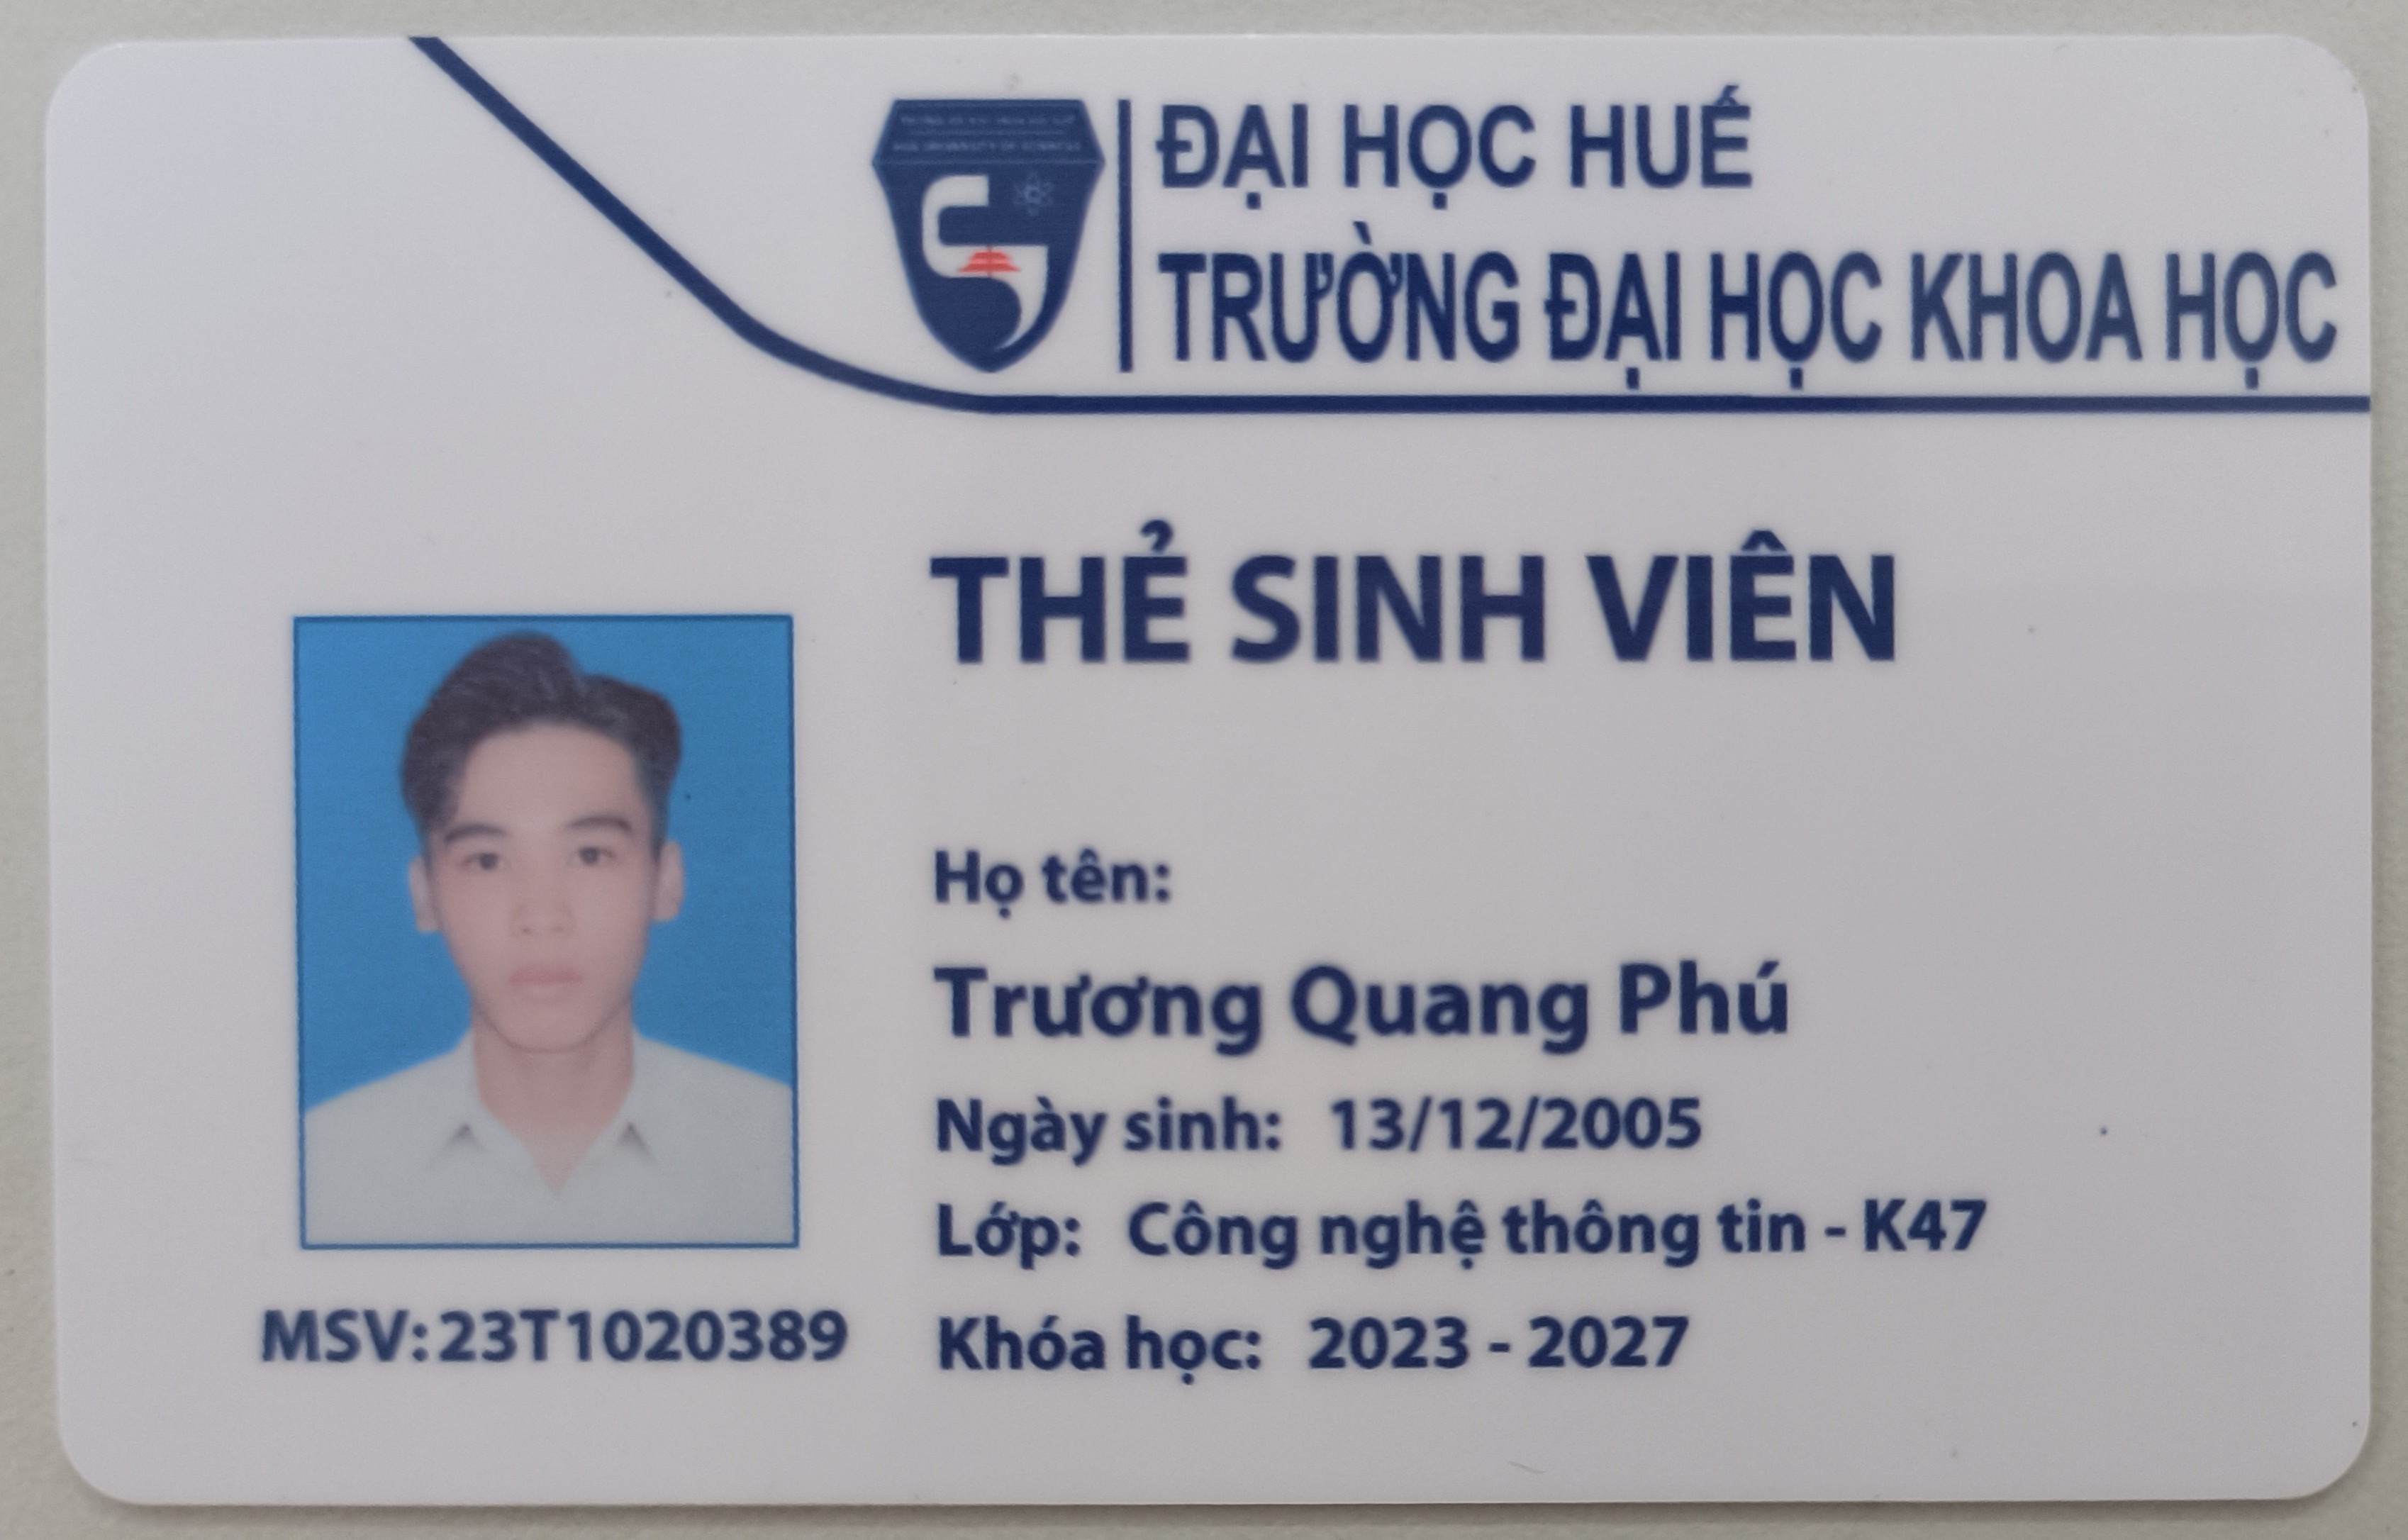 ĐẠI HỌC HUẾ
TRƯỜNG ĐẠI HỌC KHOA HỌC
THẺ SINH VIÊN
Họ tên:
Trương Quang Phú
Ngày sinh: 13/12/2005
Lớp: Công nghệ thông tin - K47
Khóa học: 2023 - 2027
MSV: 23T1020389